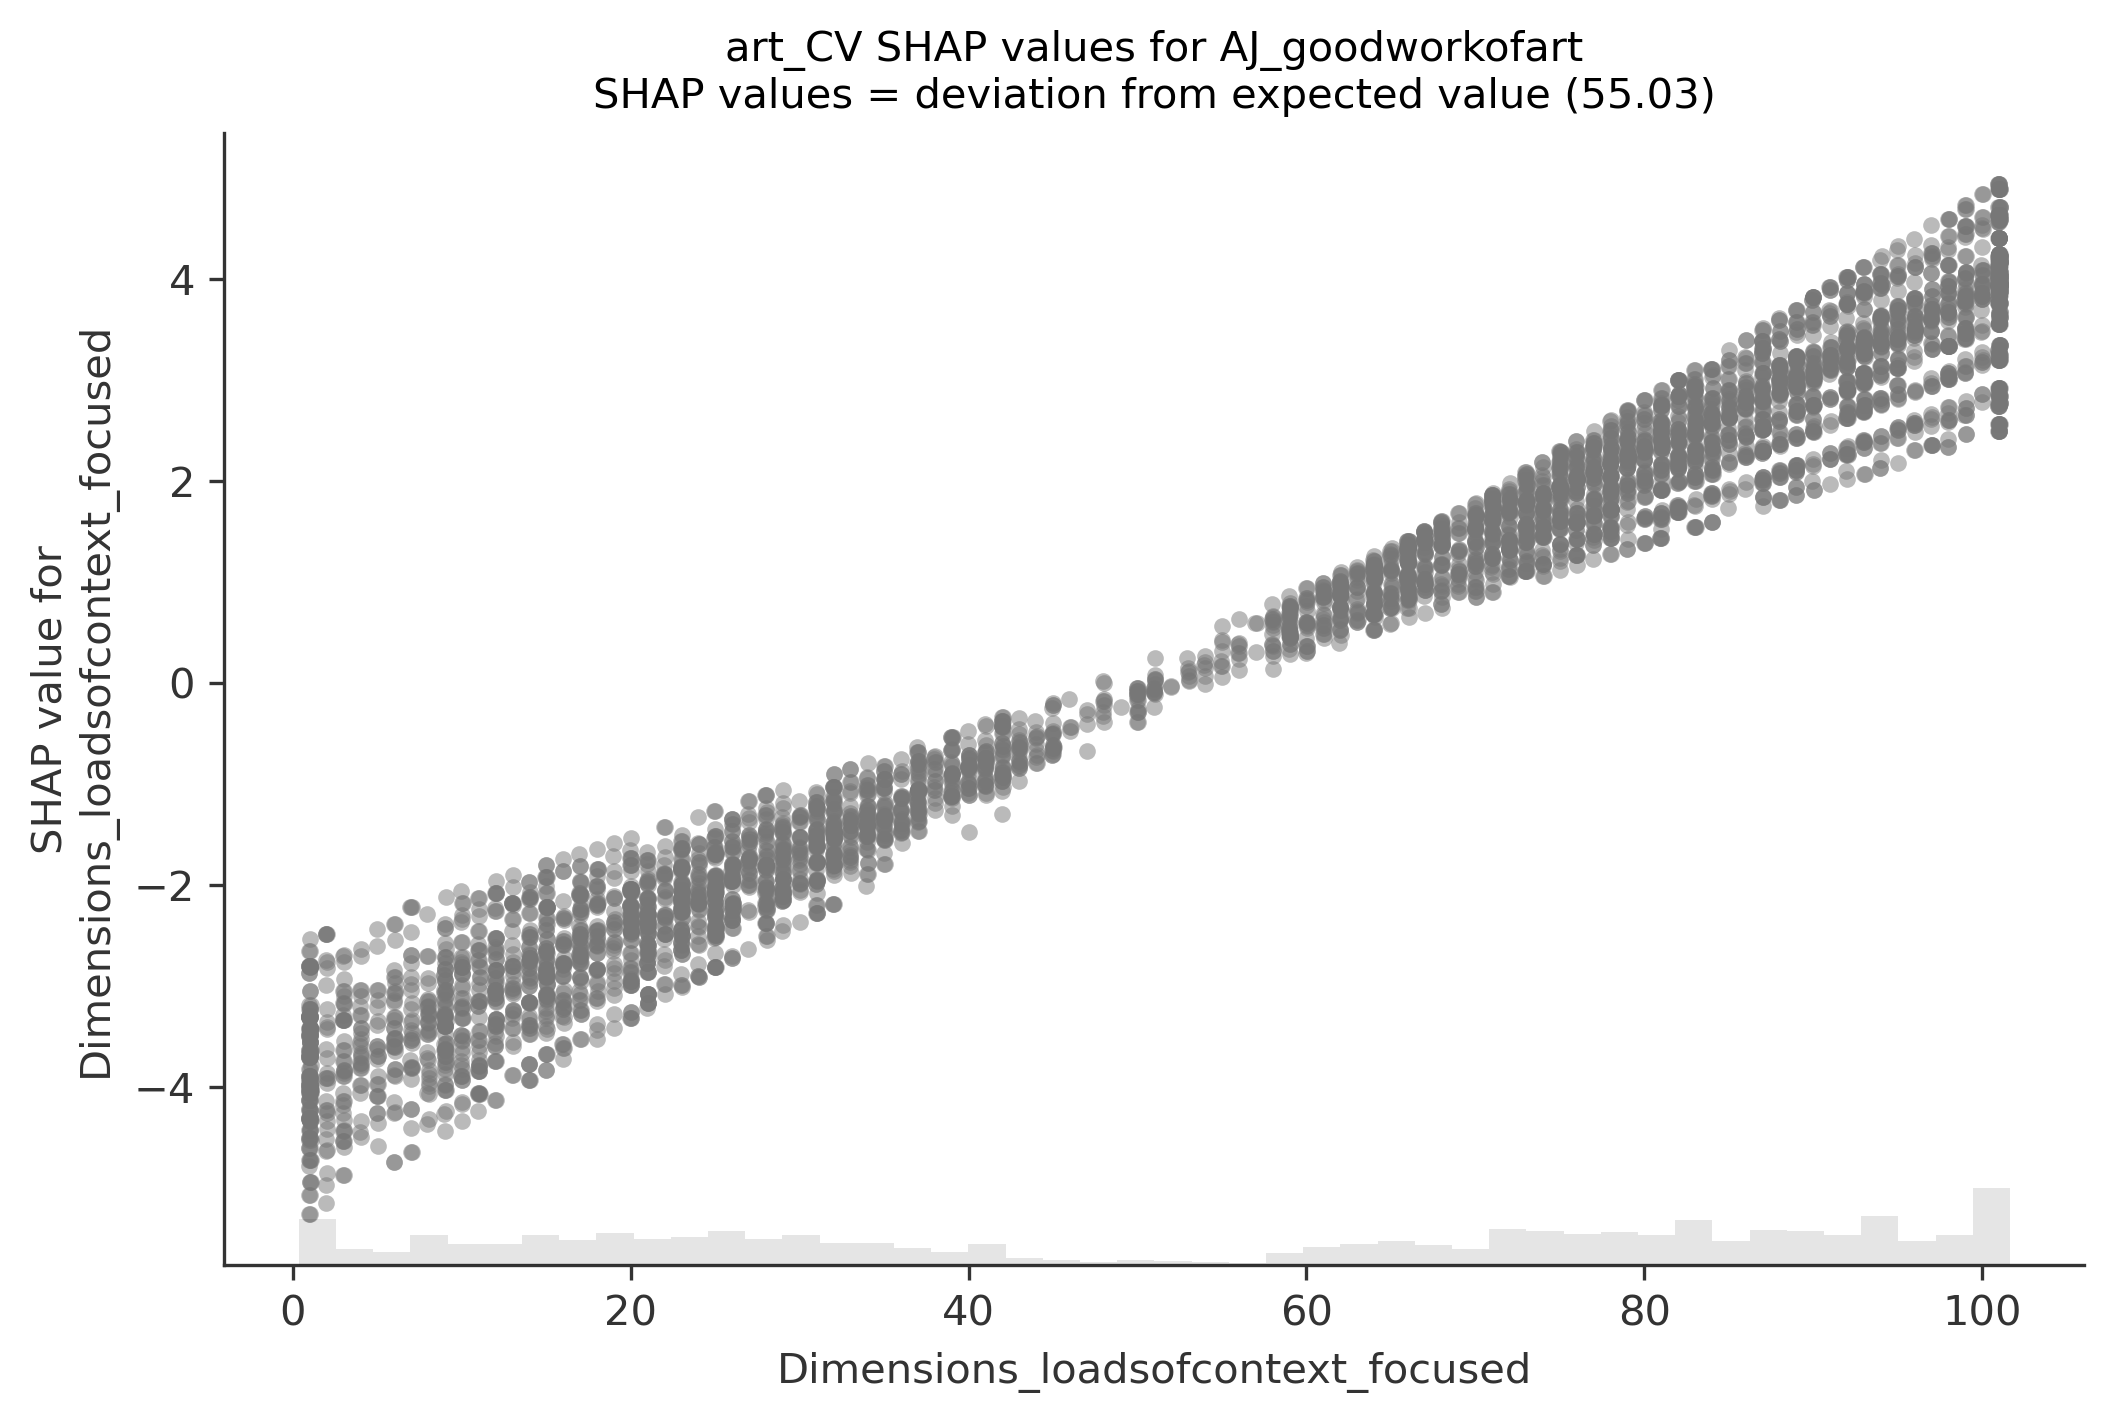 art_CV SHAP values for AJ_goodworkofart
SHAP values = deviation from expected value (55.03)
SHAP value for
Dimensions_loadsofcontext_focused
4
2
0
−2
−4
0
20
40
60
80
100
Dimensions_loadsofcontext_focused